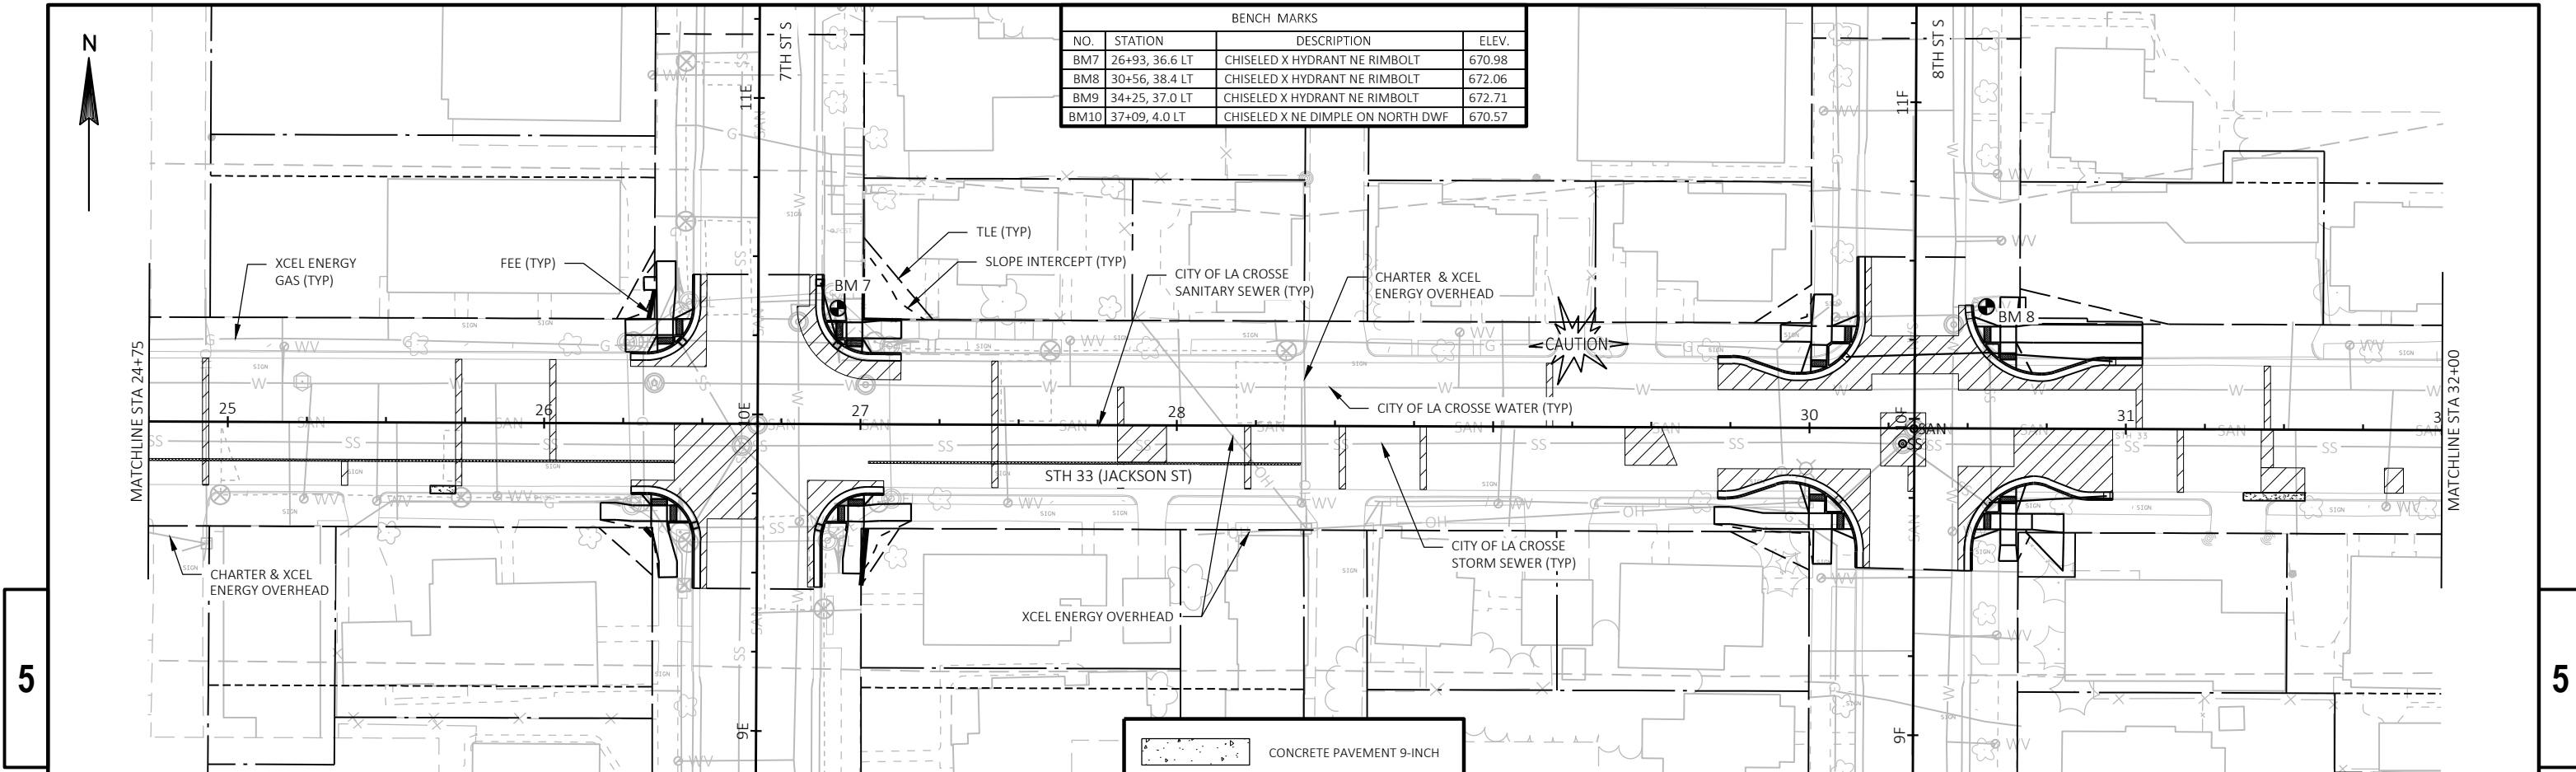 N
7TH ST S
8TH ST S
11E
11F
BENCH MARKS
NO. STATION DESCRIPTION ELEV.
BM7 26+93, 36.6 LT CHISELED X HYDRANT NE RIMBOLT 670.98
BM8 30+56, 38.4 LT CHISELED X HYDRANT NE RIMBOLT 672.06
BM9 34+25, 37.0 LT CHISELED X HYDRANT NE RIMBOLT 672.71
BM10 37+09, 4.0 LT CHISELED X NE DIMPLE ON NORTH DWF 670.57
TLE (TYP)
SLOPE INTERCEPT (TYP)
XCEL ENERGY
GAS (TYP)
FEE (TYP)
CITY OF LA CROSSE
SANITARY SEWER (TYP)
CHARTER & XCEL
ENERGY OVERHEAD
BM 7
BM 8
CAUTION
MATCHLINE STA 24+75
MATCHLINE STA 32+00
CITY OF LA CROSSE WATER (TYP)
25
26
10E
27
28
30
10F
31
3
SAN
SS
STH 33 (JACKSON ST)
CITY OF LA CROSSE
STORM SEWER (TYP)
CHARTER & XCEL
ENERGY OVERHEAD
XCEL ENERGY OVERHEAD
9E
9F
5
5
CONCRETE PAVEMENT 9-INCH